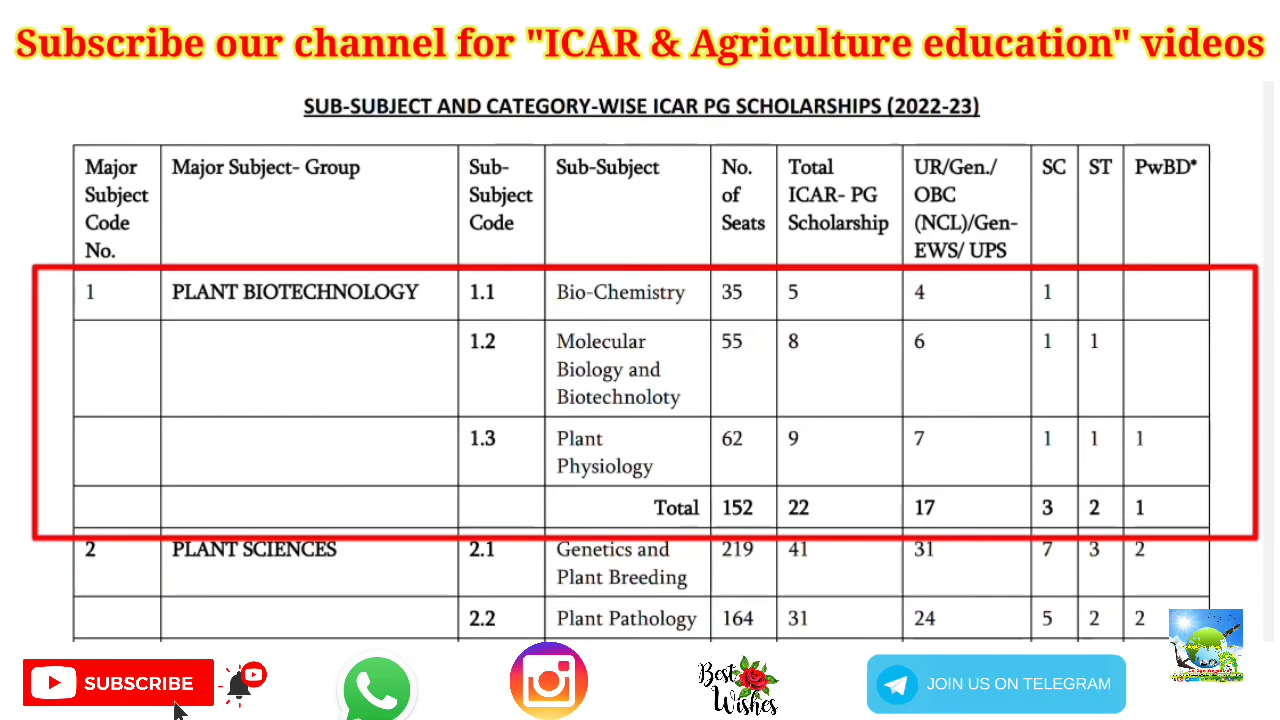 Subscribe our channel for "ICAR & Agriculture education" videos
SUB-SUBJECT AND CATEGORY-WISE ICAR PG SCHOLARSHIPS (2022-23)
Major Subject Code No. Major Subject- Group Sub-Subject Code Sub-Subject No. of Seats Total ICAR- PG Scholarship UR/Gen./ OBC (NCL)/Gen-EWS/ UPS SC ST PwBD*
1 PLANT BIOTECHNOLOGY 1.1 Bio-Chemistry 35 5 4 1
1.2 Molecular Biology and Biotechnoloty 55 8 6 1 1
1.3 Plant Physiology 62 9 7 1 1 1
Total 152 22 17 3 2 1
2 PLANT SCIENCES 2.1 Genetics and Plant Breeding 219 41 31 7 3 2
2.2 Plant Pathology 164 31 24 5 2 2
SUBSCRIBE
Best
Wishes
JOIN US ON TELEGRAM